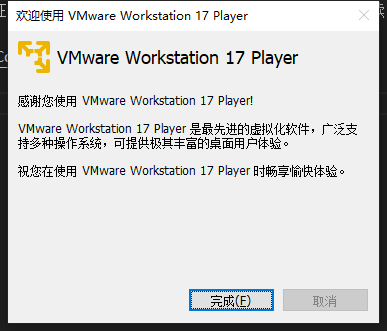 欢迎使用 VMware Workstation 17 Player
VMware Workstation 17 Player
感谢您使用 VMware Workstation 17 Player!
VMware Workstation 17 Player 是最先进的虚拟化软件，广泛支
持多种操作系统，可提供极其丰富的桌面用户体验。
祝您在使用 VMware Workstation 17 Player 时畅享愉快体验。
完成(F)
取消